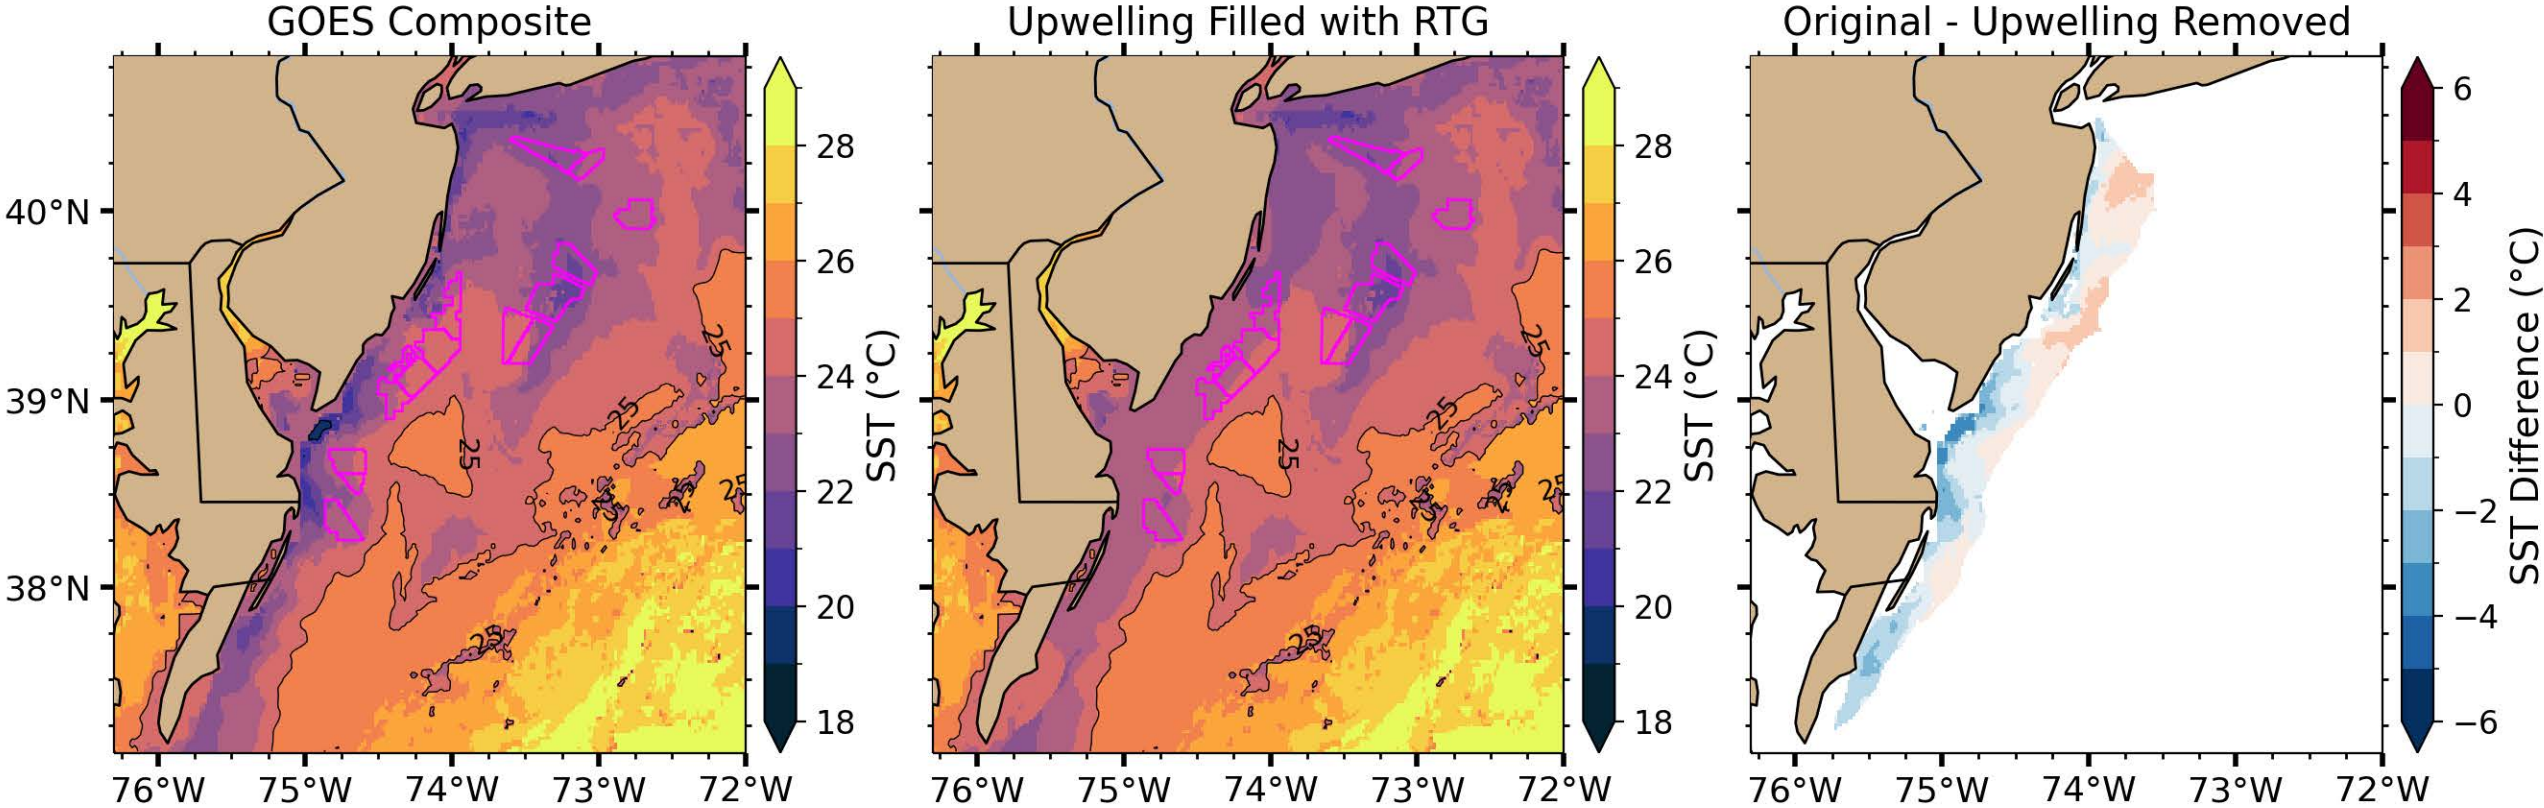 GOES Composite
Upwelling Filled with RTG
Original - Upwelling Removed
40°N
39°N
38°N
76°W 75°W 74°W 73°W 72°W
25
25
25
25
25
28
26
24
22
20
18
SST (°C)
76°W 75°W 74°W 73°W 72°W
25
25
25
25
25
28
26
24
22
20
18
SST (°C)
76°W 75°W 74°W 73°W 72°W
6
4
2
0
−2
−4
−6
SST Difference (°C)